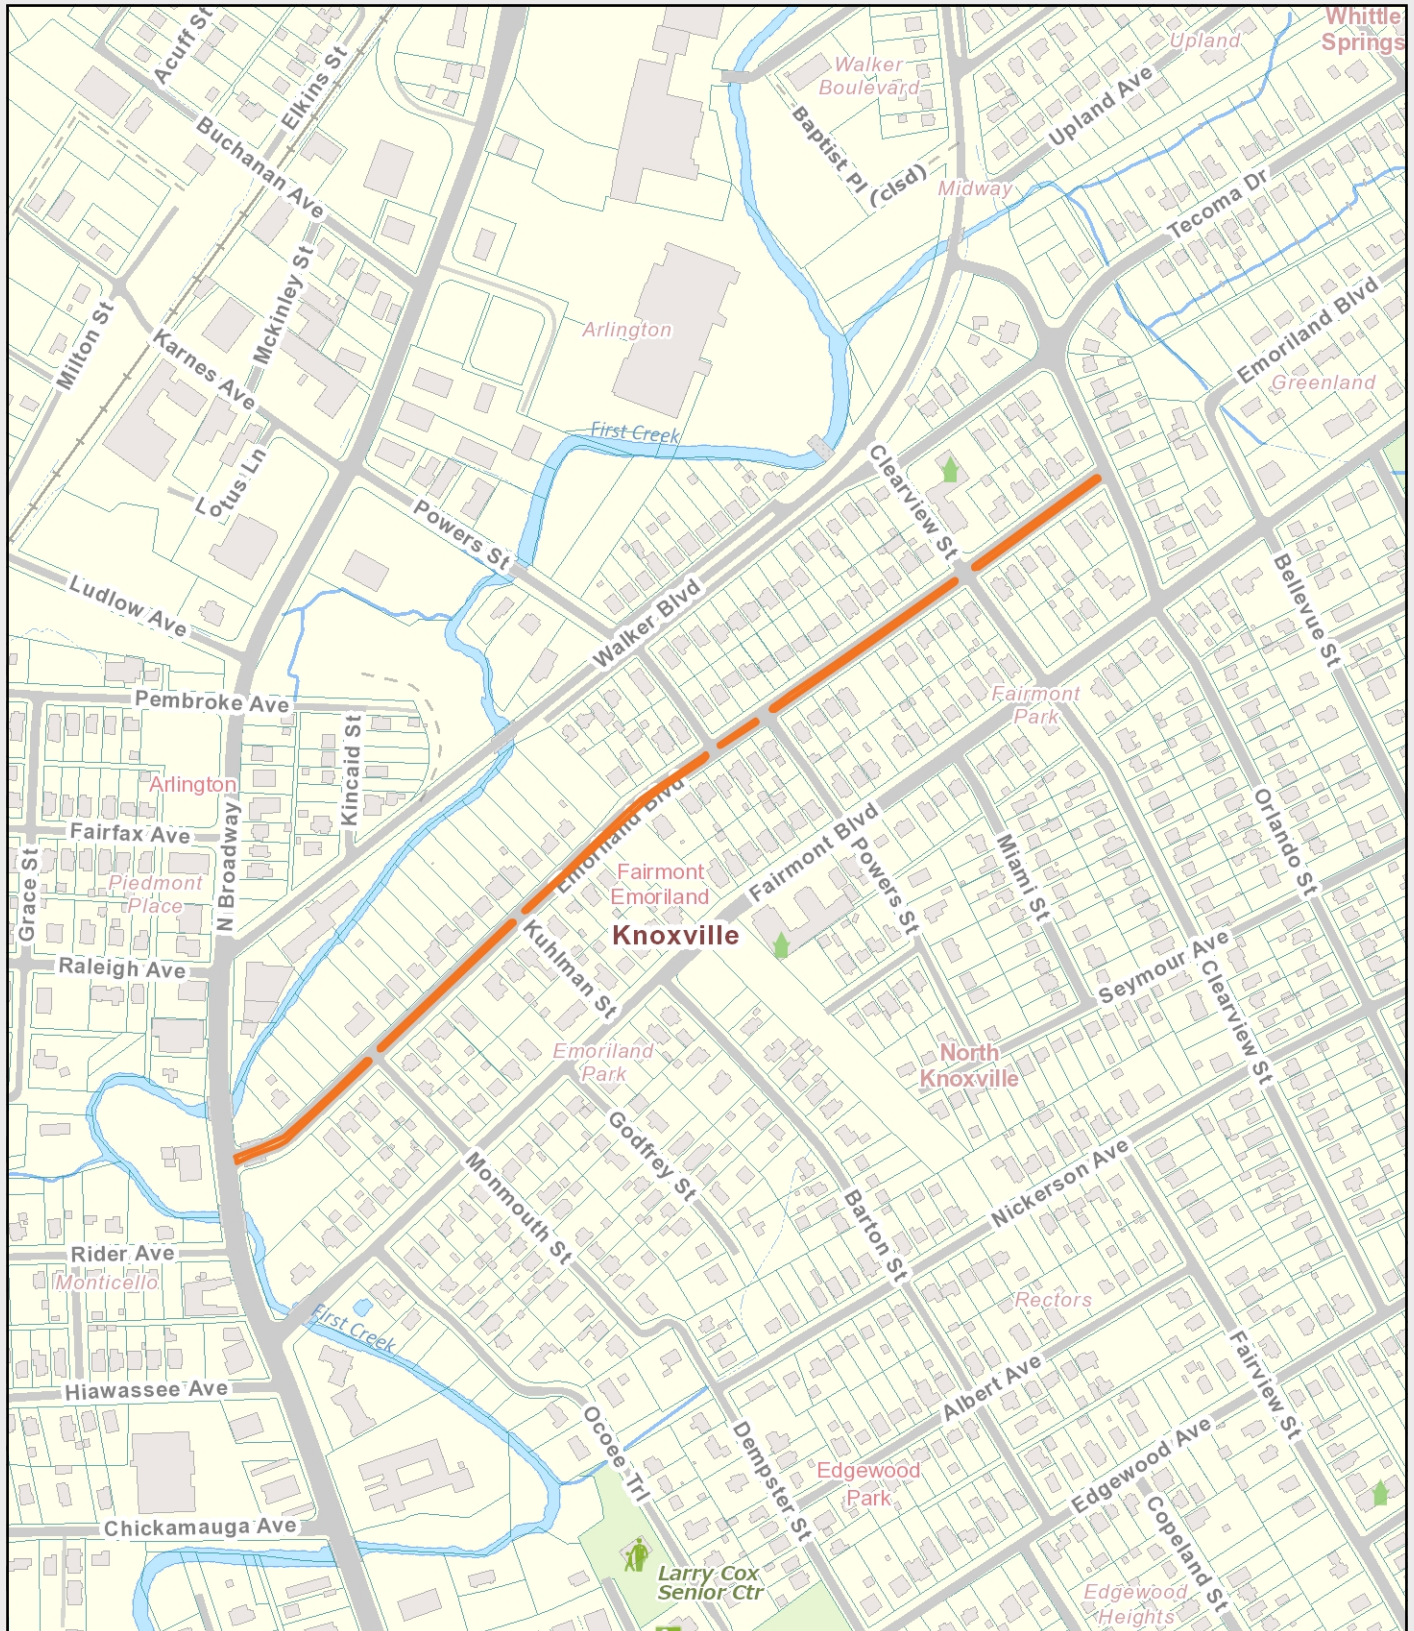 Whittle
Springs
Upland
Acuff St
Elkins St
Walker
Boulevard
Upland Ave
Baptist Pl (clsd)
Buchanan Ave
Midway
Tecoma Dr
Mckinley St
Milton St
Karnes Ave
Arlington
Emoriland Blvd
Greenland
First Creek
Clearview St
Lotus Ln
Powers St
Ludlow Ave
Walker Blvd
Bellevue St
Pembroke Ave
Fairmont
Park
Kincaid St
Arlington
N Broadway
Emoriland Blvd
Fairfax Ave
Orlando St
Grace St
Piedmont
Place
Fairmont
Emoriland
Fairmont Blvd
Powers St
Miami St
Knoxville
Kuhlman St
Raleigh Ave
Seymour Ave
Clearview St
Emoriland
Park
North
Knoxville
Godfrey St
Monmouth St
Barton St
Nickerson Ave
Rider Ave
Monticello
Rectors
First Creek
Hiawassee Ave
Albert Ave
Fairview St
Ocoee Trl
Dempster St
Edgewood
Park
Edgewood Ave
Chickamauga Ave
Copeland St
Larry Cox
Senior Ctr
Edgewood
Heights